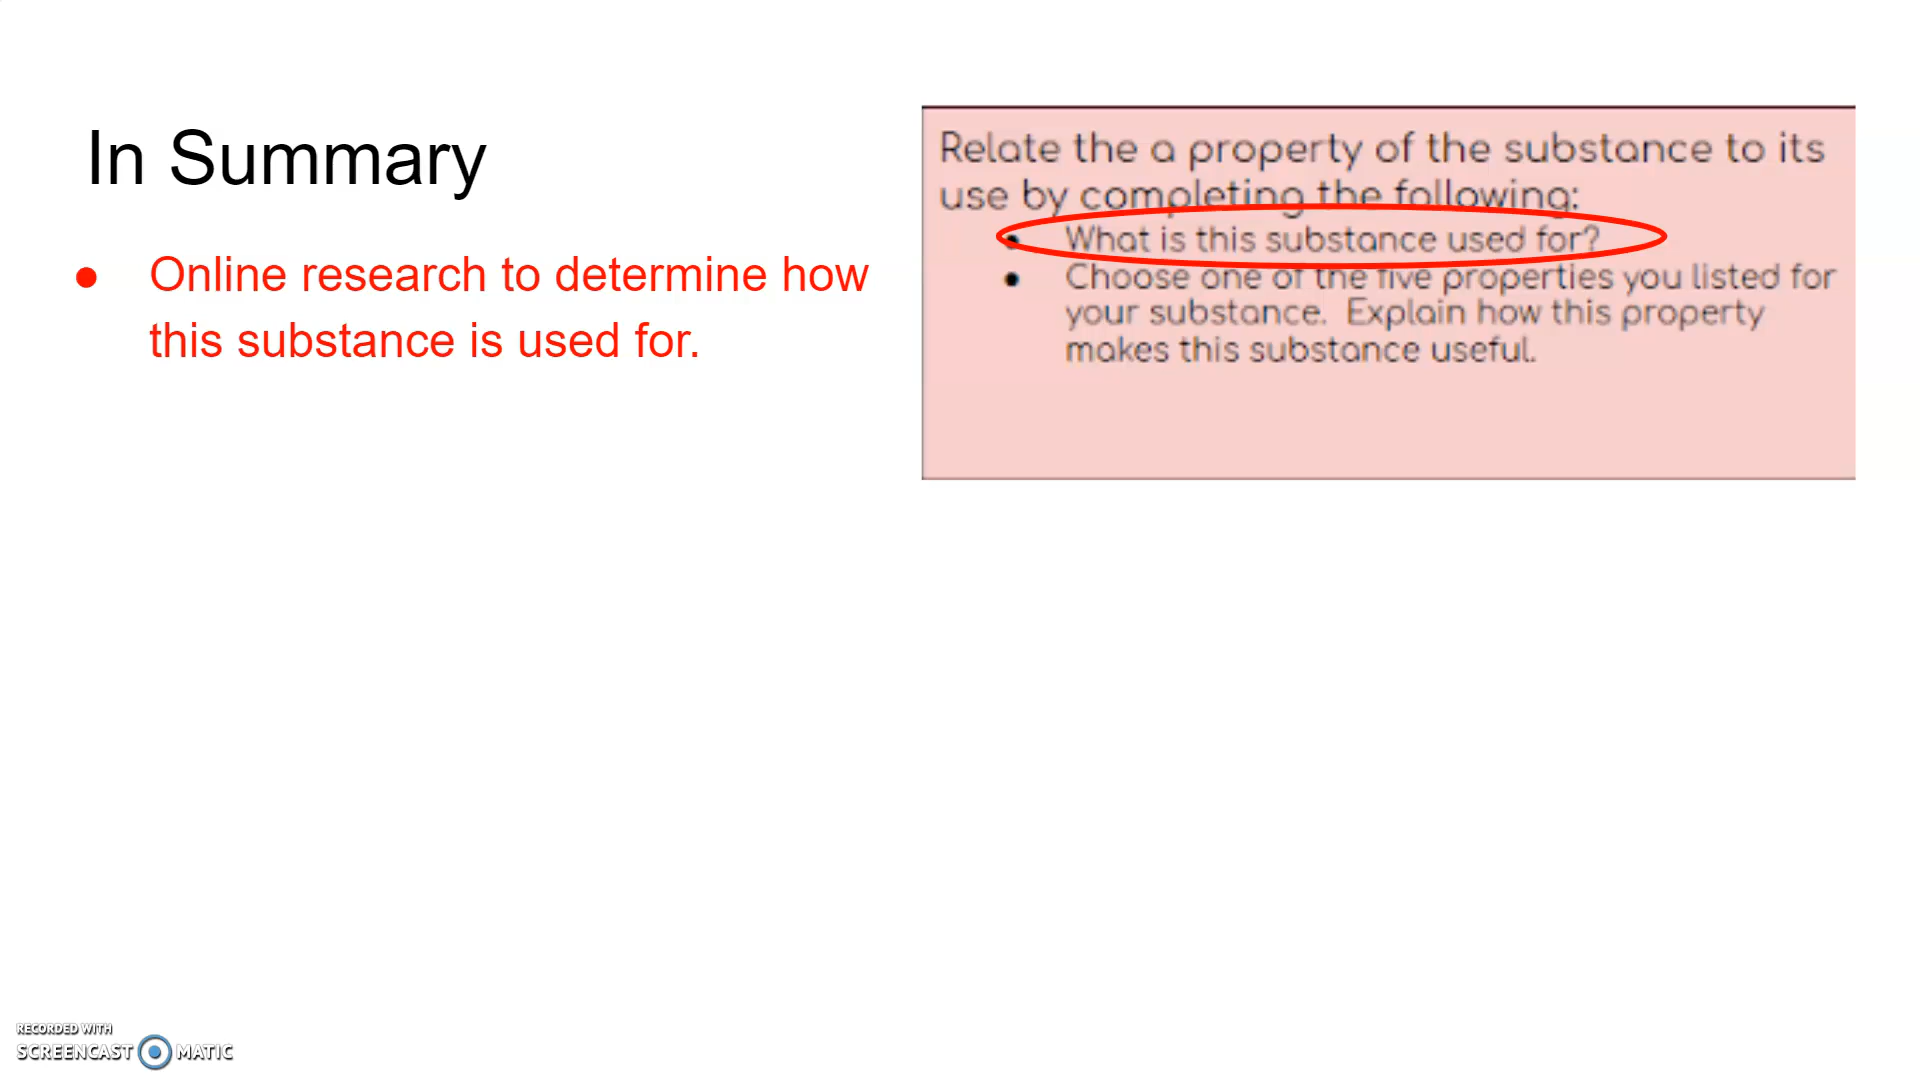 In Summary
● Online research to determine how
this substance is used for.
Relate the a property of the substance to its
use by completing the following:
● What is this substance used for?
● Choose one of the five properties you listed for
your substance. Explain how this property
makes this substance useful.
RECORDED WITH
SCREENCAST MATIC